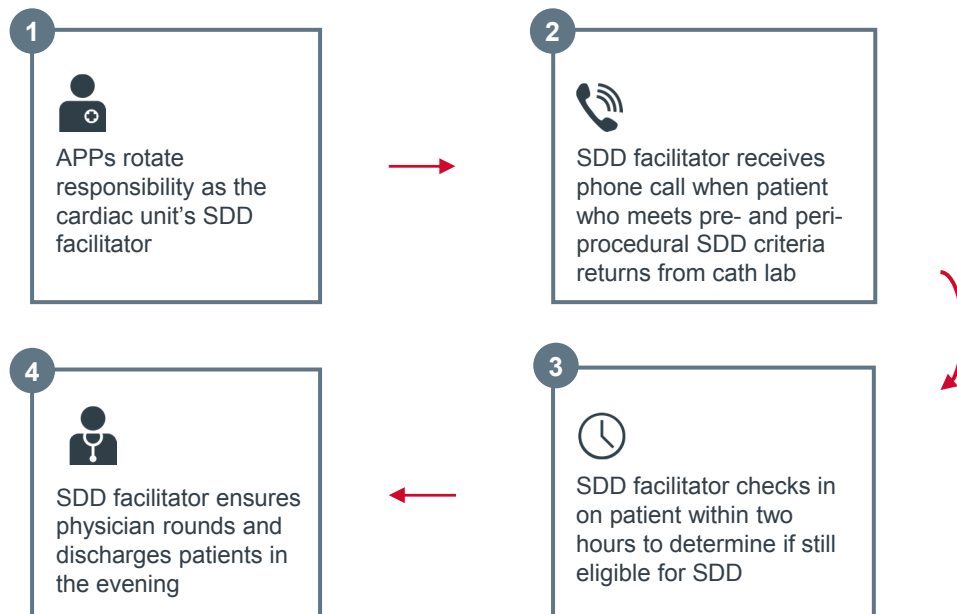 1
APPs rotate
responsibility as the
cardiac unit's SDD
facilitator
2
SDD facilitator receives
phone call when patient
who meets pre- and peri-
procedural SDD criteria
returns from cath lab
3
SDD facilitator checks in
on patient within two
hours to determine if still
eligible for SDD
4
SDD facilitator ensures
physician rounds and
discharges patients in
the evening